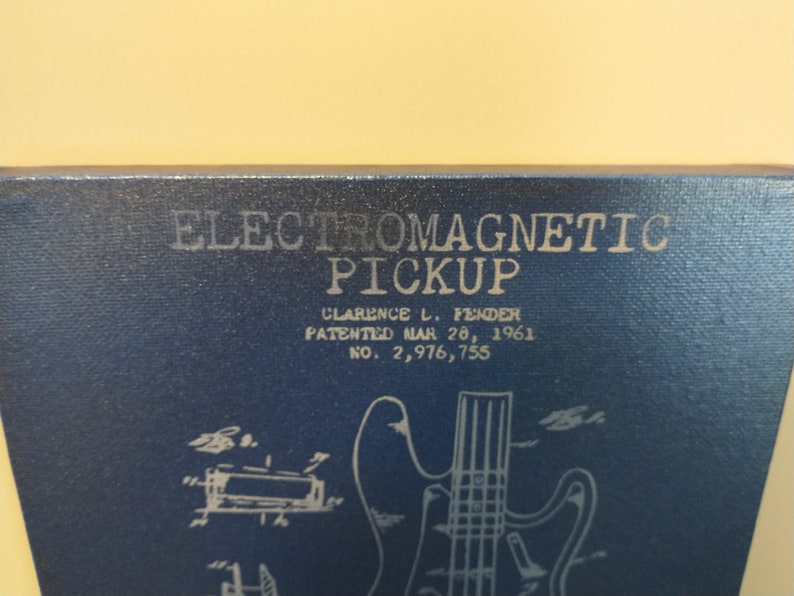 ELECTROMAGNETIC
PICKUP
CLARENCE L. FENDER
PATENTED MAR 28, 1961
NO. 2,976,755